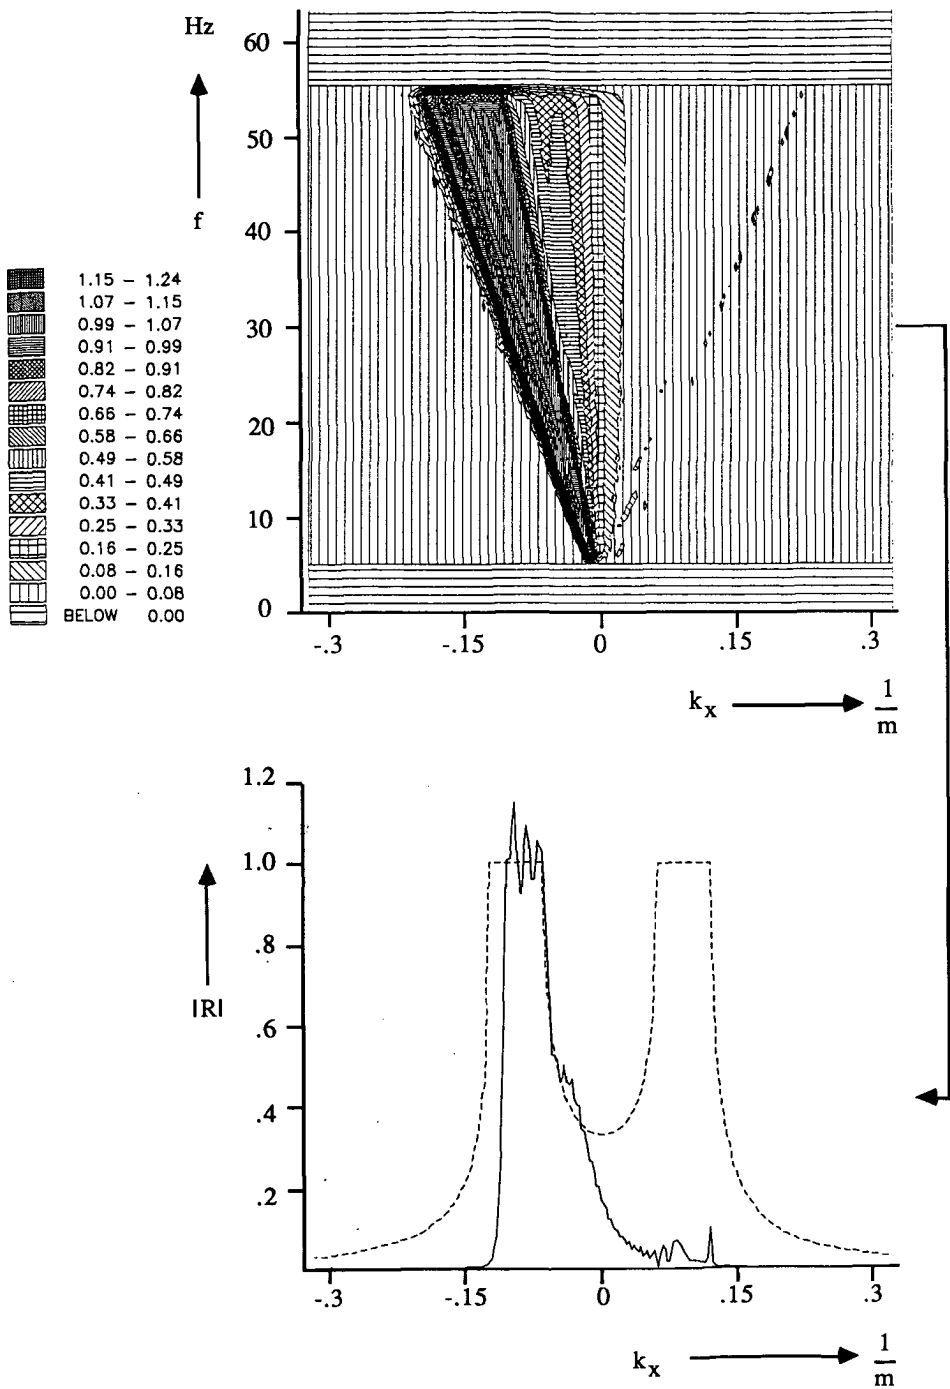 Hz
60
50
f
40
30
20
10
0
1.15 – 1.24
1.07 – 1.15
0.99 – 1.07
0.91 – 0.99
0.82 – 0.91
0.74 – 0.82
0.66 – 0.74
0.58 – 0.66
0.49 – 0.58
0.41 – 0.49
0.33 – 0.41
0.25 – 0.33
0.16 – 0.25
0.08 – 0.16
0.00 – 0.08
BELOW 0.00
-.3 -.15 0 .15 .3
kx 1/m
1.2
1.0
.8
|R|
.6
.4
.2
-.3 -.15 0 .15 .3
kx 1/m